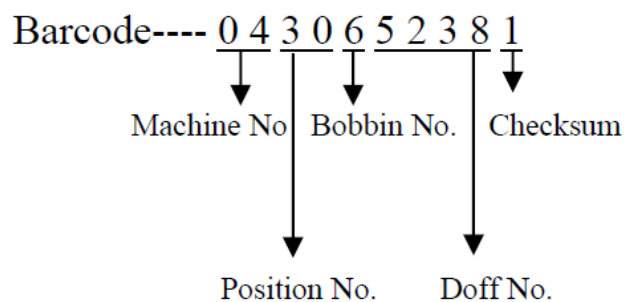 Barcode---- 0 4 3 0 6 5 2 3 8 1
Machine No Bobbin No. Checksum
Position No. Doff No.